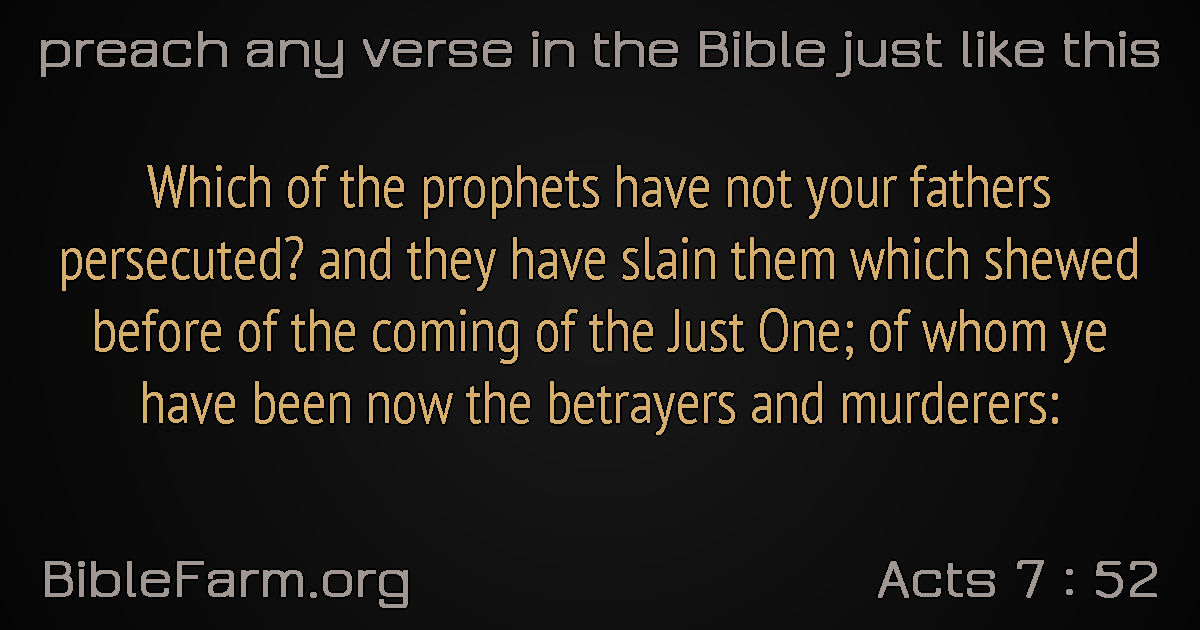 preach any verse in the Bible just like this
Which of the prophets have not your fathers
persecuted? and they have slain them which shewed
before of the coming of the Just One; of whom ye
have been now the betrayers and murderers:
BibleFarm.org
Acts 7 : 52